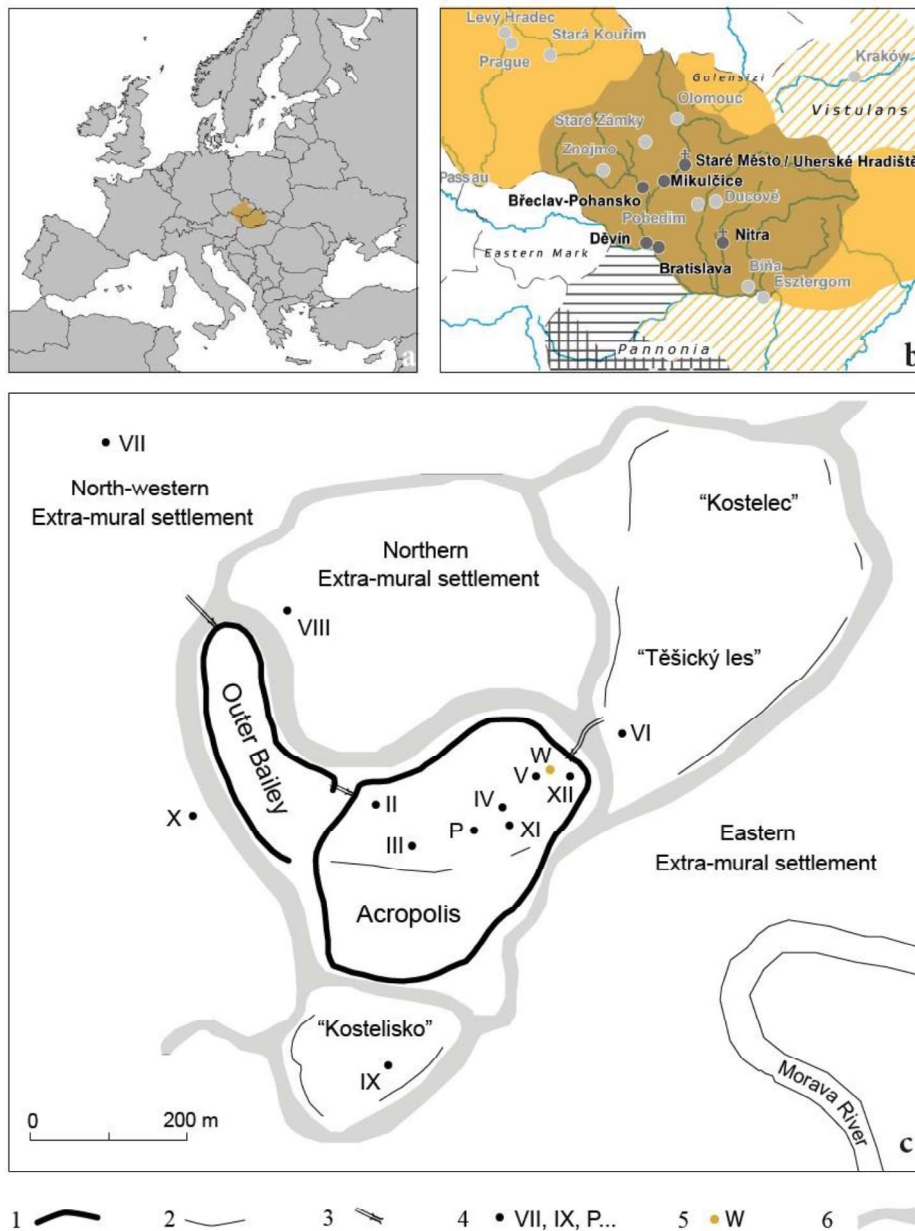 a
Levý Hradec
Stará Kouřim
Prague
Golensizi
Kraków
Vistulans
Olomouc
Staré Zámky
Znojmo
Staré Město / Uherské Hradiště
Passau
Mikulčice
Břeclav-Pohansko
Ducové
Pobedim
Děvín
Nitra
Eastern Mark
Bratislava
Bíňa
Esztergom
Pannonia
b
VII
North-western
Extra-mural settlement
"Kostelec"
Northern
Extra-mural settlement
VIII
"Těšický les"
Outer Bailey
VI
W
V
XII
II
IV
X
P
XI
III
Eastern
Extra-mural settlement
Acropolis
"Kostelisko"
IX
Morava River
0 200 m
c
1 2 3 4 VII, IX, P... 5 W 6